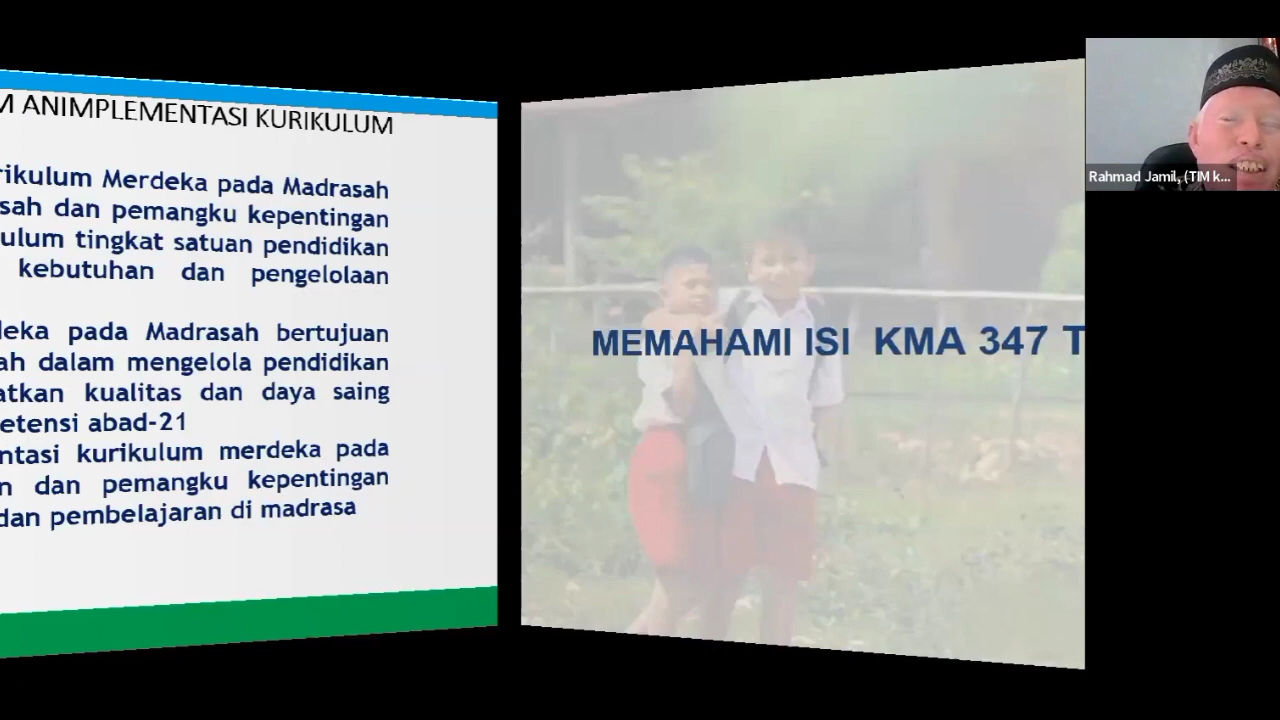 M ANIMPLEMENTASI KURIKULUM
rikulum Merdeka pada Madrasah
sah dan pemangku kepentingan
ulum tingkat satuan pendidikan
kebutuhan dan pengelolaan
deka pada Madrasah bertujuan
ah dalam mengelola pendidikan
atkan kualitas dan daya saing
etensi abad-21
ntasi kurikulum merdeka pada
n dan pemangku kepentingan
dan pembelajaran di madrasa
MEMAHAMI ISI KMA 347 T
Rahmad Jamil, (TIM k...